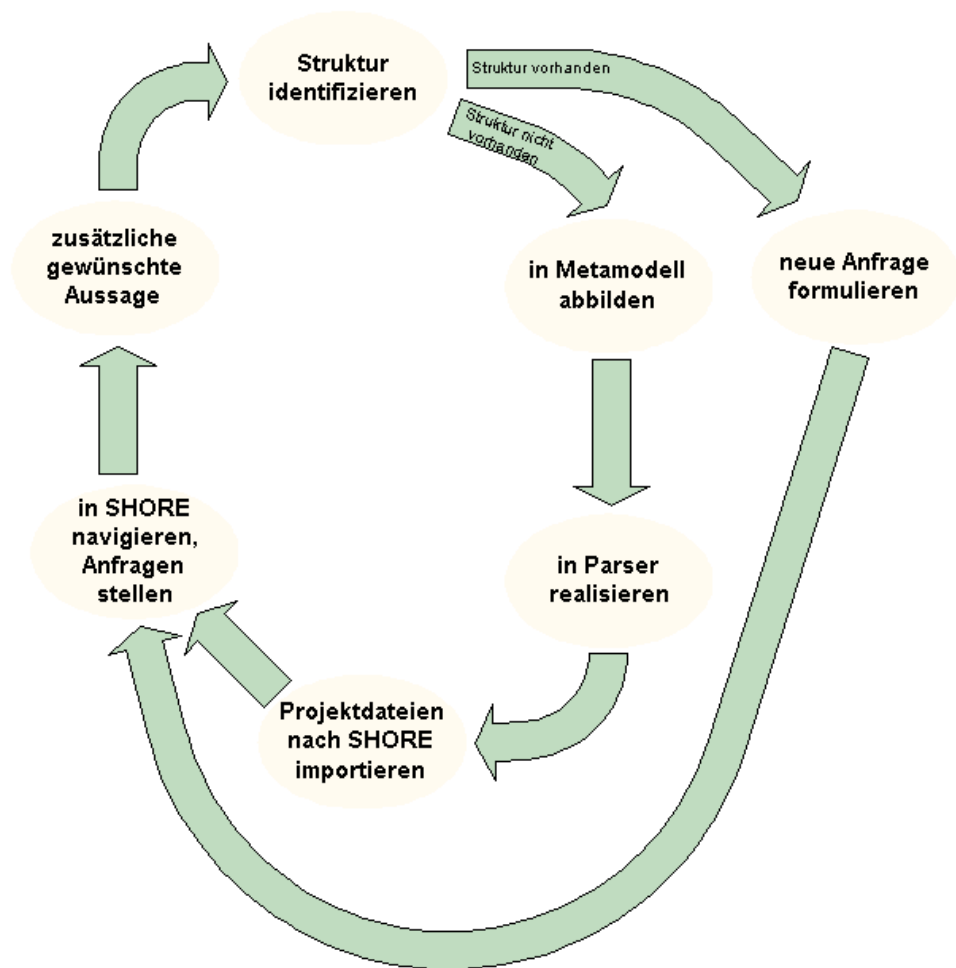 Struktur
identifizieren
Struktur vorhanden
Struktur nicht
vorhanden
zusätzliche
gewünschte
Aussage
in Metamodell
abbilden
neue Anfrage
formulieren
in SHORE
navigieren,
Anfragen
stellen
in Parser
realisieren
Projektdateien
nach SHORE
importieren